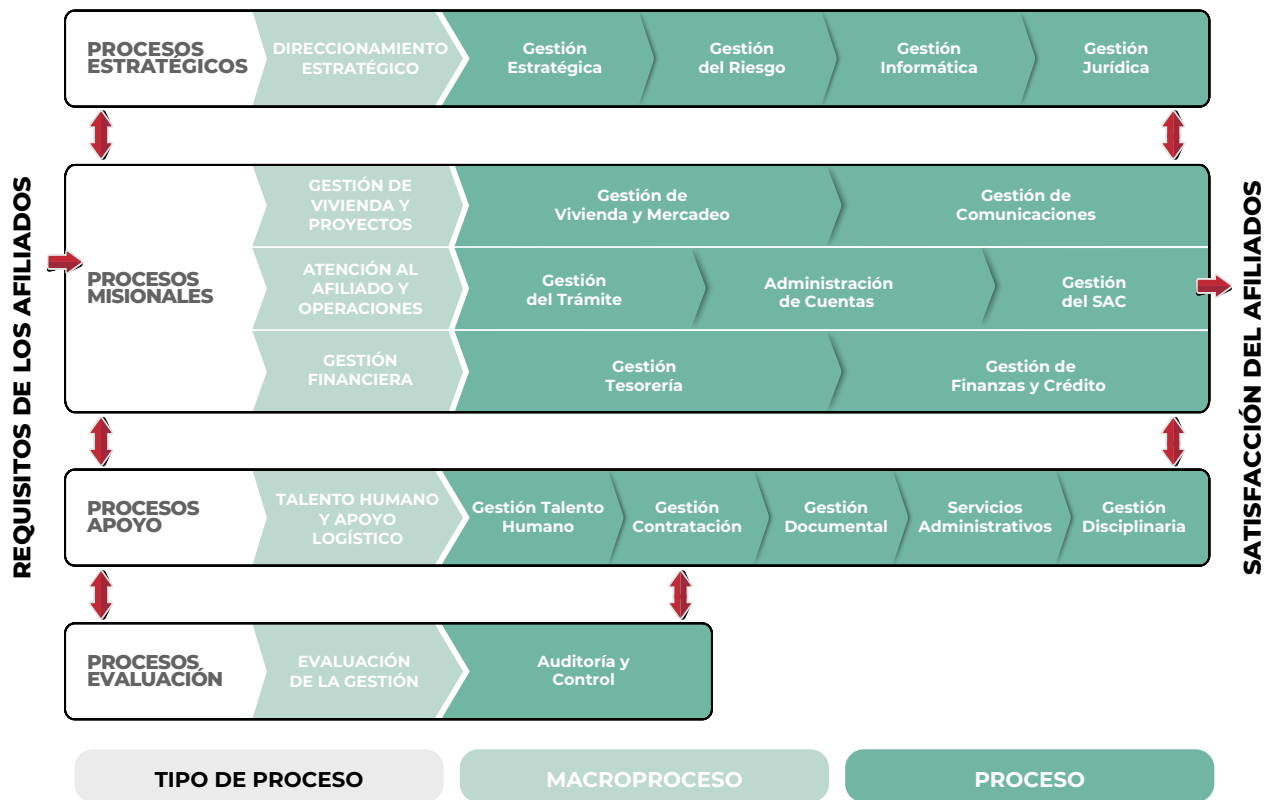 PROCESOS
ESTRATÉGICOS
DIRECCIONAMIENTO
ESTRATÉGICO
Gestión
Estratégica
Gestión
del Riesgo
Gestión
Informática
Gestión
Jurídica
REQUISITOS DE LOS AFILIADOS
PROCESOS
MISIONALES
GESTIÓN DE
VIVIENDA Y
PROYECTOS
Gestión de
Vivienda y Mercadeo
Gestión de
Comunicaciones
ATENCIÓN AL
AFILIADO Y
OPERACIONES
Gestión
del Trámite
Administración
de Cuentas
Gestión
del SAC
GESTIÓN
FINANCIERA
Gestión
Tesorería
Gestión de
Finanzas y Crédito
SATISFACCIÓN DEL AFILIADOS
PROCESOS
APOYO
TALENTO HUMANO
Y APOYO
LOGÍSTICO
Gestión Talento
Humano
Gestión
Contratación
Gestión
Documental
Servicios
Administrativos
Gestión
Disciplinaria
PROCESOS
EVALUACIÓN
EVALUACIÓN
DE LA GESTIÓN
Auditoría y
Control
TIPO DE PROCESO
MACROPROCESO
PROCESO